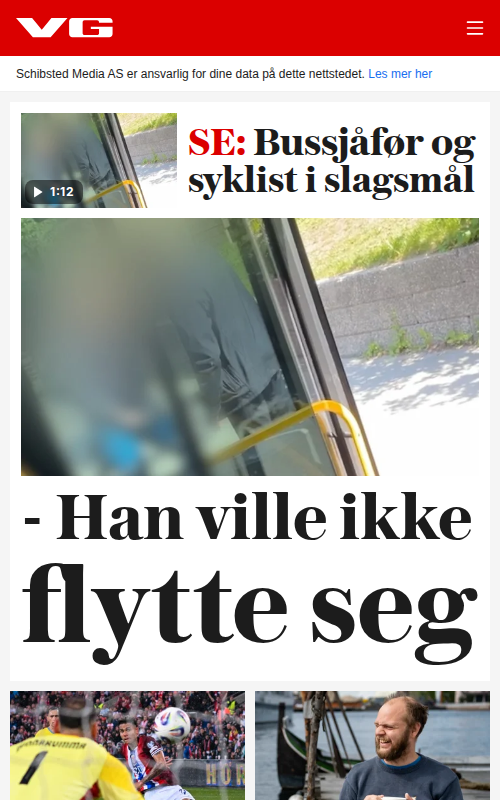 VG
Schibsted Media AS er ansvarlig for dine data på dette nettstedet. Les mer her
SE: Bussjåfør og
syklist i slagsmål
1:12
- Han ville ikke
flytte seg
1